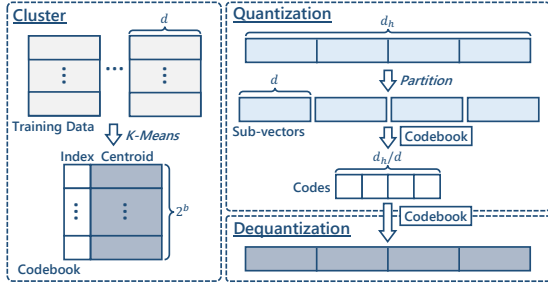 Cluster
d
...
Training Data
K-Means
Index Centroid
2^b
Codebook
Quantization
d_h
Partition
d
Sub-vectors
Codebook
d_h/d
Codes
Codebook
Dequantization